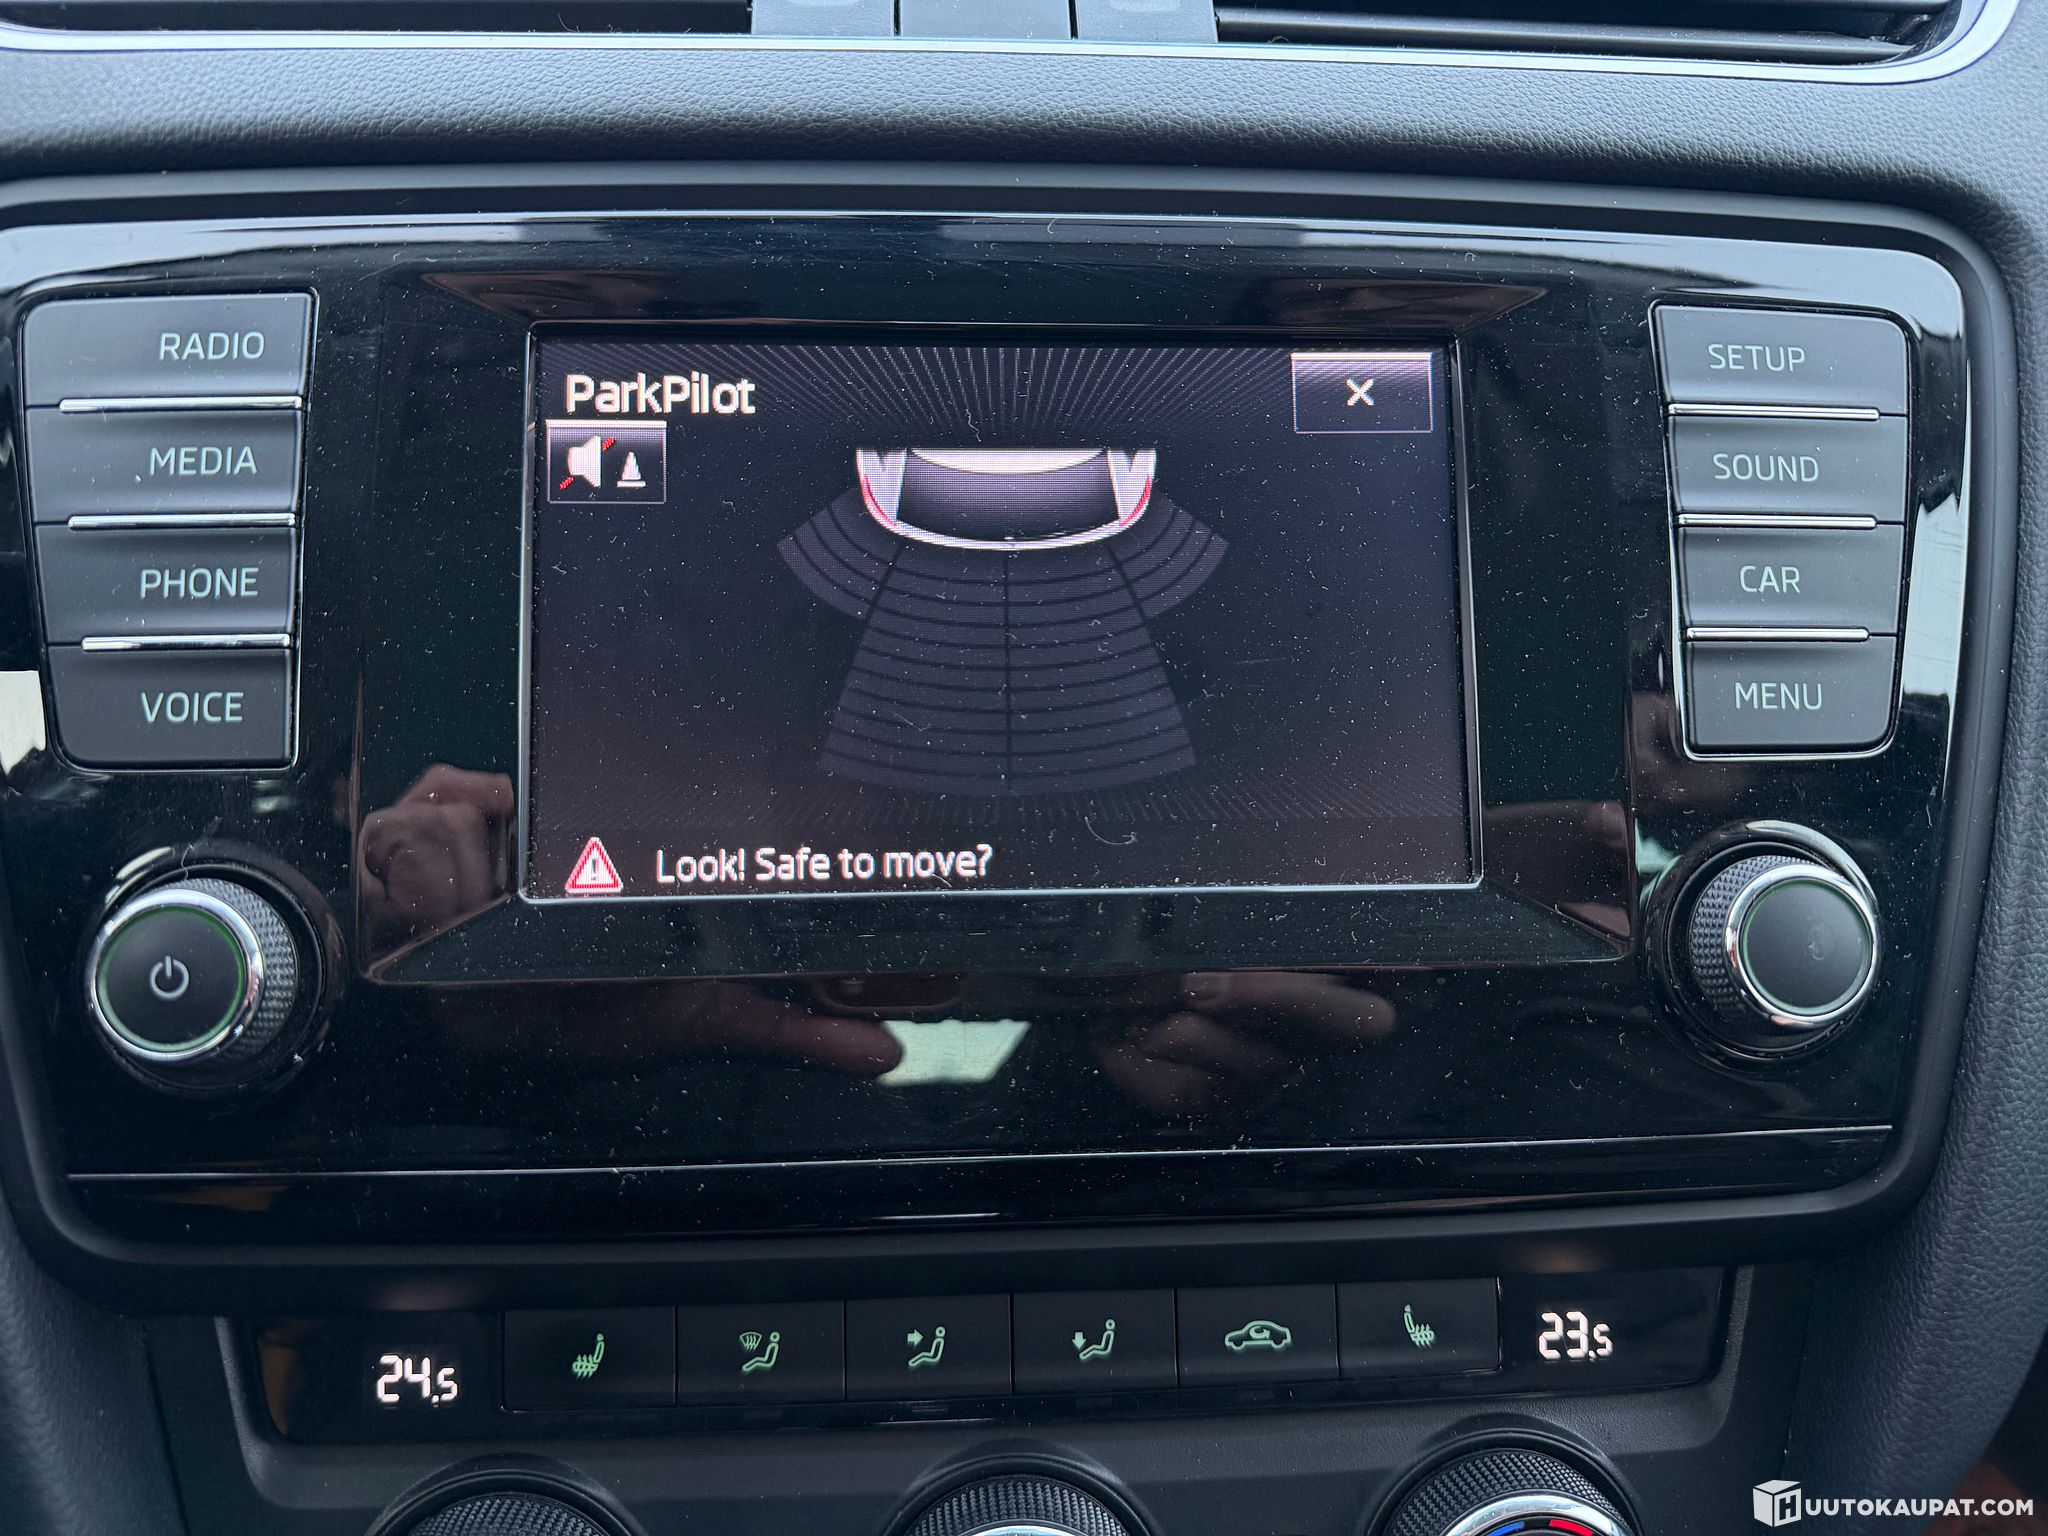 RADIO
MEDIA
PHONE
VOICE
ParkPilot
×
Look! Safe to move?
SETUP
SOUND
CAR
MENU
24.5
23.5
HUUTOKAUPAT.COM